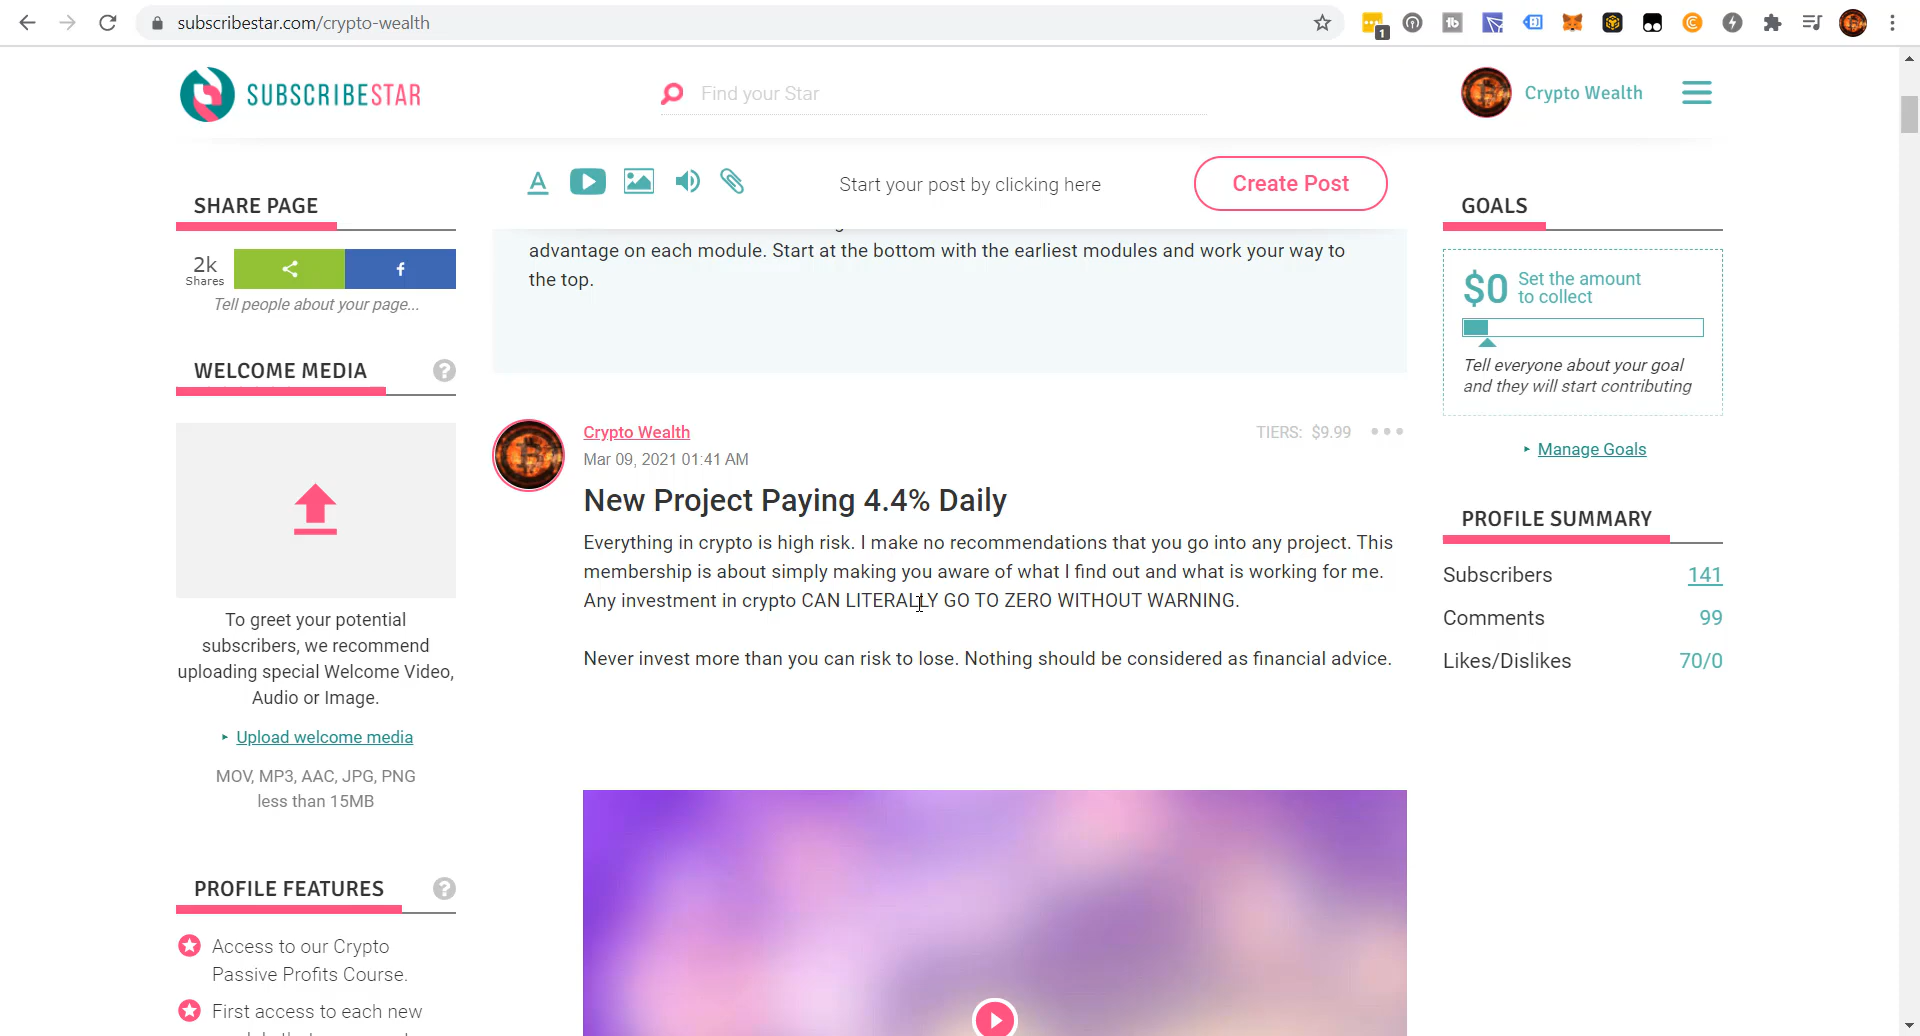 subscribestar.com/crypto-wealth
1
SUBSCRIBESTAR
Find your Star
Crypto Wealth
A
Start your post by clicking here
Create Post
SHARE PAGE
2k
Shares
f
Tell people about your page...
WELCOME MEDIA
?
To greet your potential
subscribers, we recommend
uploading special Welcome Video,
Audio or Image.
Upload welcome media
MOV, MP3, AAC, JPG, PNG
less than 15MB
PROFILE FEATURES
?
Access to our Crypto
Passive Profits Course.
First access to each new
advantage on each module. Start at the bottom with the earliest modules and work your way to
the top.
Crypto Wealth
TIERS: $9.99
Mar 09, 2021 01:41 AM
New Project Paying 4.4% Daily
Everything in crypto is high risk. I make no recommendations that you go into any project. This
membership is about simply making you aware of what I find out and what is working for me.
Any investment in crypto CAN LITERALLY GO TO ZERO WITHOUT WARNING.
Never invest more than you can risk to lose. Nothing should be considered as financial advice.
GOALS
$0 Set the amount
to collect
Tell everyone about your goal
and they will start contributing
Manage Goals
PROFILE SUMMARY
Subscribers 141
Comments 99
Likes/Dislikes 70/0